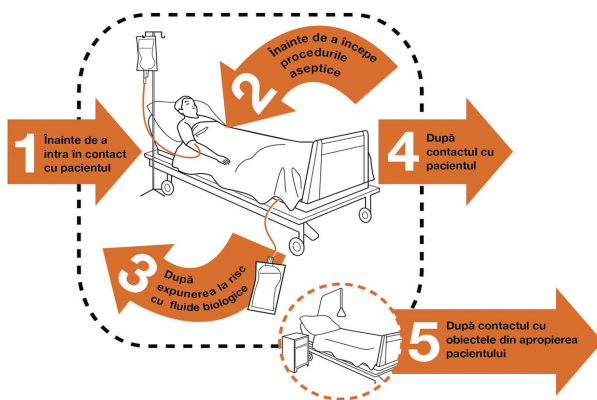 1
Înainte de a
intra în contact
cu pacientul
2
Înainte de a începe
procedurile
aseptice
3
După
expunerea la risc
cu fluide biologice
4
După
contactul cu
pacientul
5
După contactul cu
obiectele din apropierea
pacientului